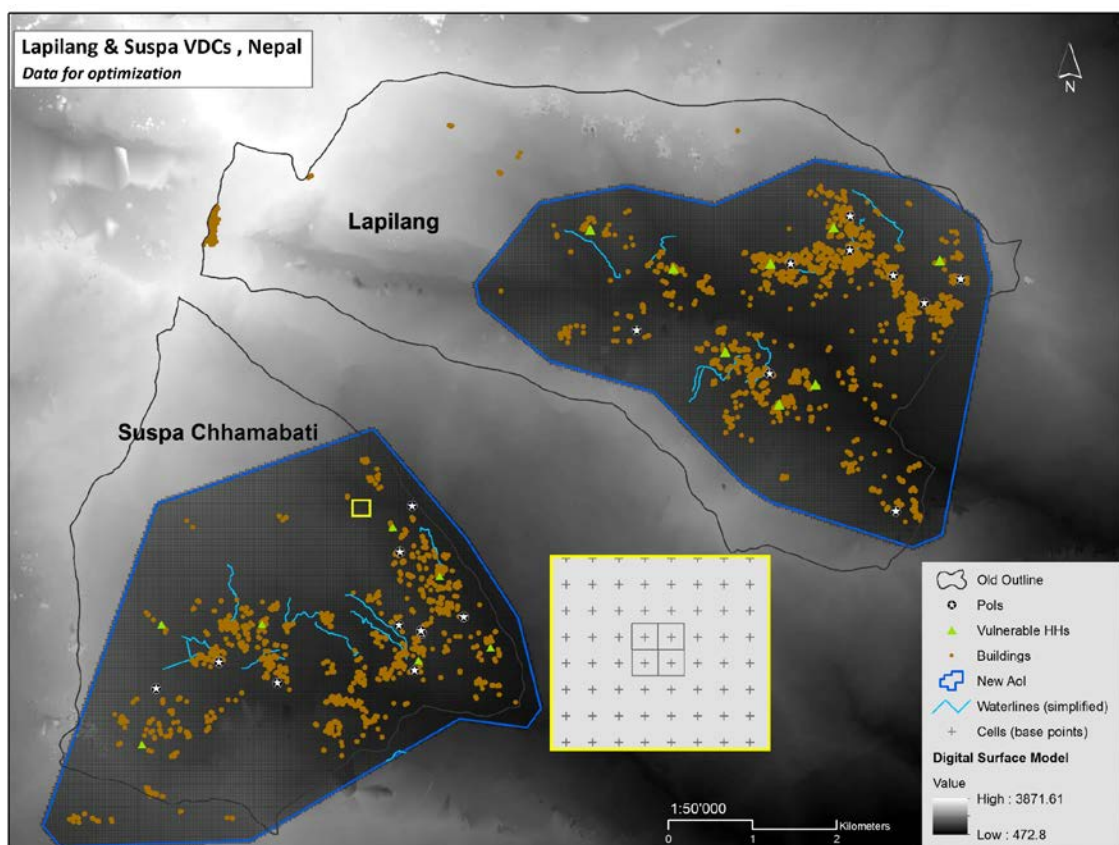 Lapilang & Suspa VDCs , Nepal
Data for optimization
N
Lapilang
Suspa Chhamabati
Old Outline
PoIs
Vulnerable HHs
Buildings
New AoI
Waterlines (simplified)
Cells (base points)
Digital Surface Model
Value
High : 3871.61
Low : 472.8
1:50'000
0 1 2 Kilometers